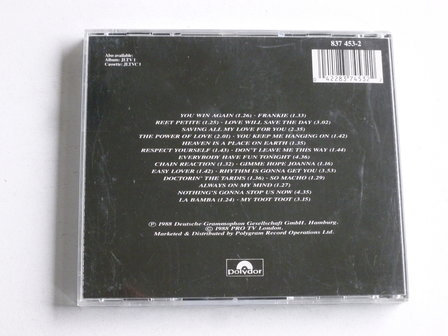 Also available:
Album: JLTV 1
Cassette: JLTVC 1
837 453-2
42283 74532
YOU WIN AGAIN (1.26) - FRANKIE (1.33)
REET PETITE (1.25) - LOVE WILL SAVE THE DAY (3.02)
SAVING ALL MY LOVE FOR YOU (2.35)
THE POWER OF LOVE (2.01) - YOU KEEP ME HANGING ON (1.42)
HEAVEN IS A PLACE ON EARTH (1.51)
RESPECT YOURSELF (1.43) - DON'T LEAVE ME THIS WAY (1.44)
EVERYBODY HAVE FUN TONIGHT (4.36)
CHAIN REACTION (1.32) - GIMME HOPE JOANNA (1.16)
EASY LOVER (1.42) - RHYTHM IS GONNA GET YOU (3.53)
DOCTORIN' THE TARDIS (1.36) - SO MACHO (1.29)
ALWAYS ON MY MIND (1.27)
NOTHING'S GONNA STOP US NOW (4.35)
LA BAMBA (1.24) - MY TOOT TOOT (3.15)
Ⓟ 1988 Deutsche Grammophon Gesellschaft GmbH. Hamburg.
© 1988 PRO TV London.
Marketed & Distributed by Polygram Record Operations Ltd.
Polydor